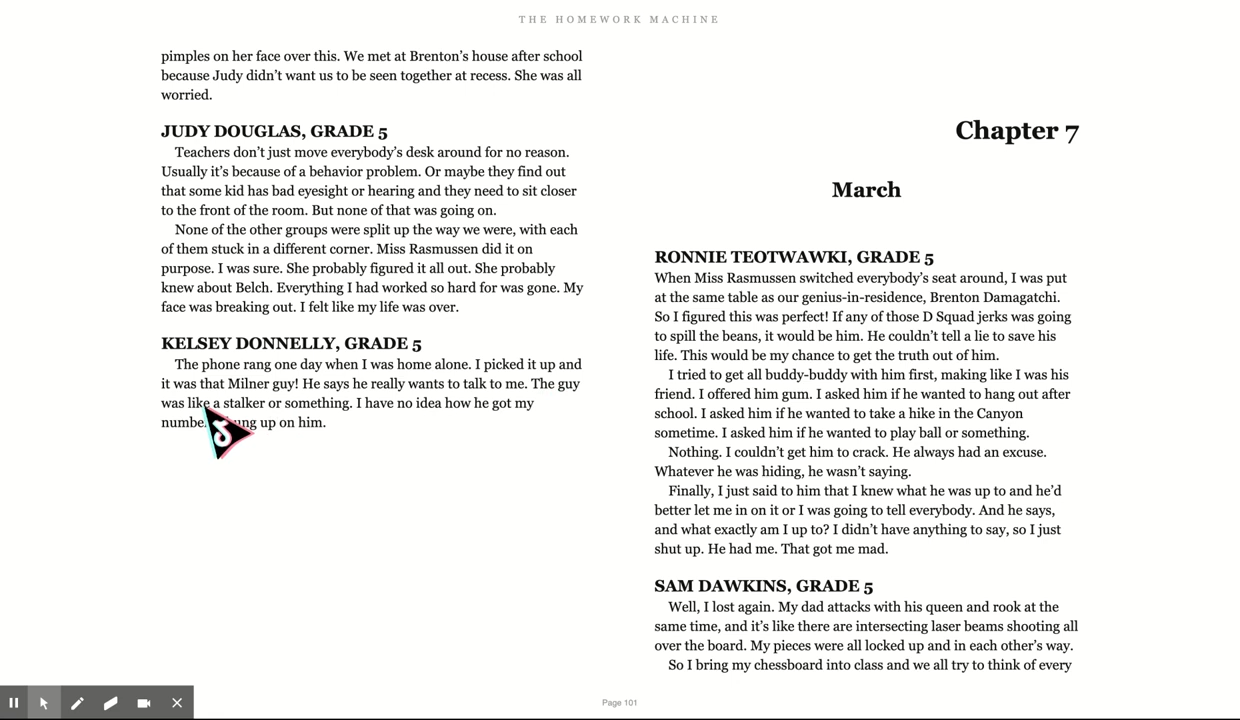 THE HOMEWORK MACHINE
pimples on her face over this. We met at Brenton’s house after school
because Judy didn’t want us to be seen together at recess. She was all
worried.
JUDY DOUGLAS, GRADE 5
Teachers don’t just move everybody’s desk around for no reason.
Usually it’s because of a behavior problem. Or maybe they find out
that some kid has bad eyesight or hearing and they need to sit closer
to the front of the room. But none of that was going on.
None of the other groups were split up the way we were, with each
of them stuck in a different corner. Miss Rasmussen did it on
purpose. I was sure. She probably figured it all out. She probably
knew about Belch. Everything I had worked so hard for was gone. My
face was breaking out. I felt like my life was over.
KELSEY DONNELLY, GRADE 5
The phone rang one day when I was home alone. I picked it up and
it was that Milner guy! He says he really wants to talk to me. The guy
was like a stalker or something. I have no idea how he got my
up on him.
Chapter 7
March
RONNIE TEOTWAWKI, GRADE 5
When Miss Rasmussen switched everybody’s seat around, I was put
at the same table as our genius-in-residence, Brenton Damagatchi.
So I figured this was perfect! If any of those D Squad jerks was going
to spill the beans, it would be him. He couldn’t tell a lie to save his
life. This would be my chance to get the truth out of him.
I tried to get all buddy-buddy with him first, making like I was his
friend. I offered him gum. I asked him if he wanted to hang out after
school. I asked him if he wanted to take a hike in the Canyon
sometime. I asked him if he wanted to play ball or something.
Nothing. I couldn’t get him to crack. He always had an excuse.
Whatever he was hiding, he wasn’t saying.
Finally, I just said to him that I knew what he was up to and he’d
better let me in on it or I was going to tell everybody. And he says,
and what exactly am I up to? I didn’t have anything to say, so I just
shut up. He had me. That got me mad.
SAM DAWKINS, GRADE 5
Well, I lost again. My dad attacks with his queen and rook at the
same time, and it’s like there are intersecting laser beams shooting all
over the board. My pieces were all locked up and in each other’s way.
So I bring my chessboard into class and we all try to think of every
Page 101